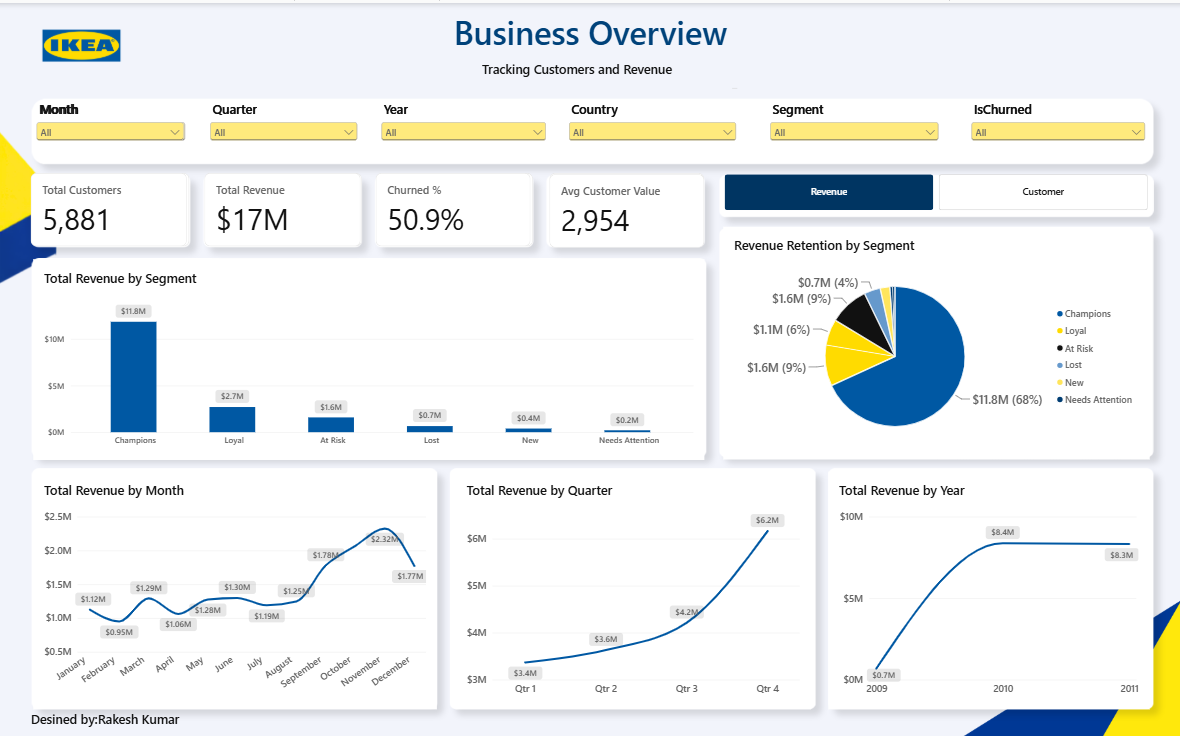 IKEA
Business Overview
Tracking Customers and Revenue
Month
Quarter
Year
Country
Segment
IsChurned
All
All
All
All
All
All
Total Customers
5,881
Total Revenue
$17M
Churned %
50.9%
Avg Customer Value
2,954
Revenue
Customer
Total Revenue by Segment
$10M
$5M
$0M
$11.8M
$2.7M
$1.6M
$0.7M
$0.4M
$0.2M
Champions
Loyal
At Risk
Lost
New
Needs Attention
Revenue Retention by Segment
$0.7M (4%)
$1.6M (9%)
$1.1M (6%)
$1.6M (9%)
$11.8M (68%)
Champions
Loyal
At Risk
Lost
New
Needs Attention
Total Revenue by Month
$2.5M
$2.0M
$1.5M
$1.0M
$0.5M
$1.12M
$0.95M
$1.29M
$1.06M
$1.28M
$1.30M
$1.19M
$1.25M
$1.78M
$2.32M
$1.77M
January
February
March
April
May
June
July
August
September
October
November
December
Total Revenue by Quarter
$6M
$5M
$4M
$3M
$3.4M
$3.6M
$4.2M
$6.2M
Qtr 1
Qtr 2
Qtr 3
Qtr 4
Total Revenue by Year
$10M
$5M
$0M
$0.7M
$8.4M
$8.3M
2009
2010
2011
Desined by:Rakesh Kumar